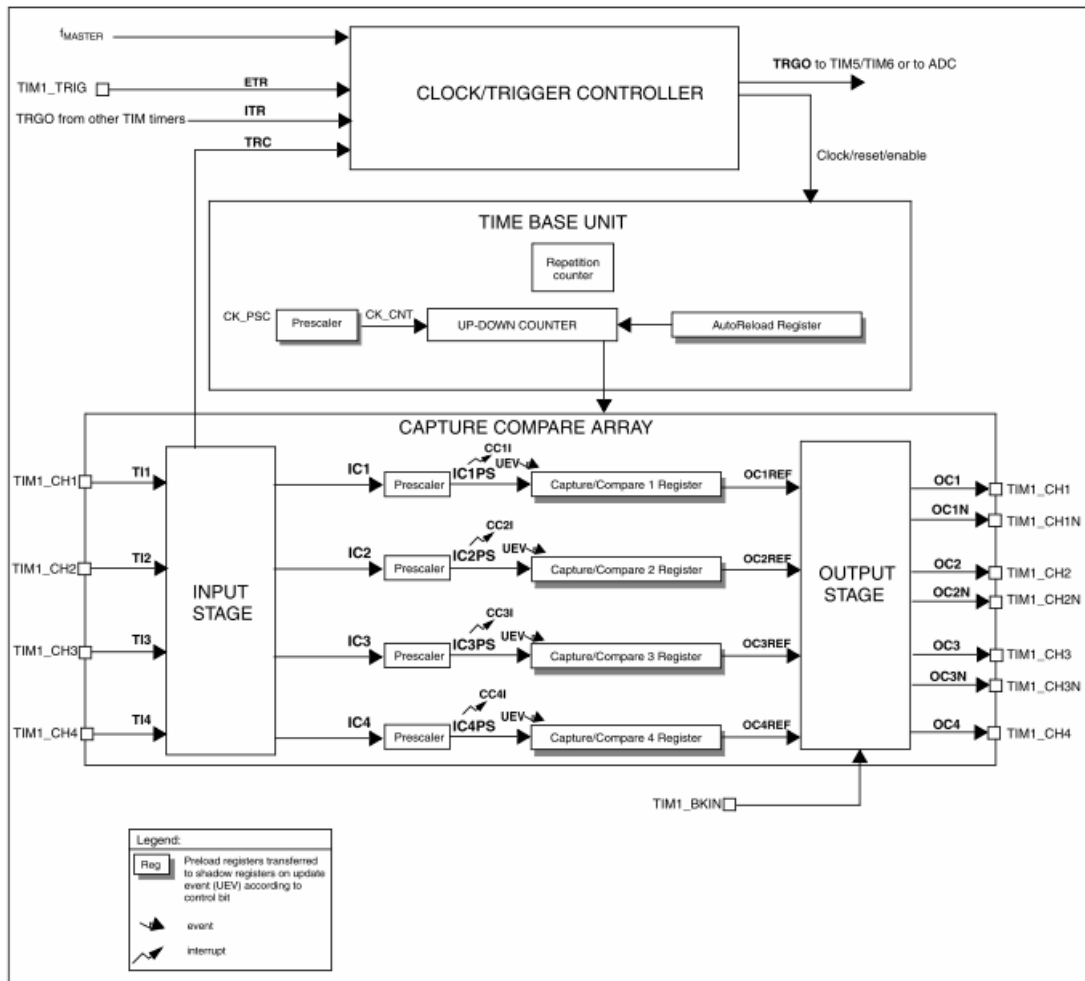 fMASTER
TIM1_TRIG
ETR
TRGO from other TIM timers
ITR
TRC
CLOCK/TRIGGER CONTROLLER
TRGO to TIM5/TIM6 or to ADC
Clock/reset/enable
TIME BASE UNIT
Repetition
counter
CK_PSC
Prescaler
CK_CNT
UP-DOWN COUNTER
AutoReload Register
CAPTURE COMPARE ARRAY
TIM1_CH1
TI1
IC1
Prescaler
CC1I
IC1PS
UEV
Capture/Compare 1 Register
OC1REF
OC1
TIM1_CH1
OC1N
TIM1_CH1N
TIM1_CH2
TI2
IC2
Prescaler
CC2I
IC2PS
UEV
Capture/Compare 2 Register
OC2REF
OC2
TIM1_CH2
OC2N
TIM1_CH2N
INPUT
STAGE
OUTPUT
STAGE
TIM1_CH3
TI3
IC3
Prescaler
CC3I
IC3PS
UEV
Capture/Compare 3 Register
OC3REF
OC3
TIM1_CH3
OC3N
TIM1_CH3N
TIM1_CH4
TI4
IC4
Prescaler
CC4I
IC4PS
UEV
Capture/Compare 4 Register
OC4REF
OC4
TIM1_CH4
TIM1_BKIN
Legend:
Reg
Preload registers transferred
to shadow registers on update
event (UEV) according to
control bit
event
interrupt